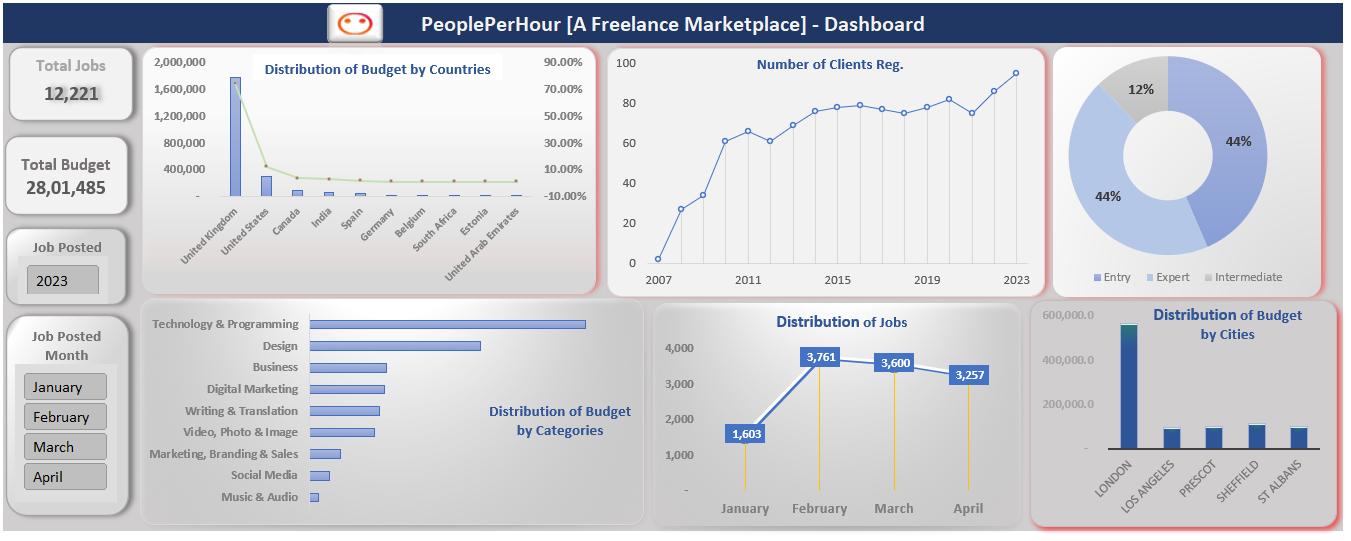 PeoplePerHour [A Freelance Marketplace] - Dashboard
Total Jobs
12,221
Total Budget
28,01,485
Job Posted
2023
Job Posted
Month
January
February
March
April
Distribution of Budget by Countries
2,000,000
1,600,000
1,200,000
800,000
400,000
-
90.00%
70.00%
50.00%
30.00%
10.00%
-10.00%
United Kingdom
United States
Canada
India
Spain
Germany
Belgium
South Africa
Estonia
United Arab Emirates
Number of Clients Reg.
100
80
60
40
20
0
2007
2011
2015
2019
2023
12%
44%
44%
Entry
Expert
Intermediate
Technology & Programming
Design
Business
Digital Marketing
Writing & Translation
Video, Photo & Image
Marketing, Branding & Sales
Social Media
Music & Audio
Distribution of Budget
by Categories
Distribution of Jobs
4,000
3,000
2,000
1,000
-
1,603
3,761
3,600
3,257
January
February
March
April
Distribution of Budget
by Cities
600,000.0
400,000.0
200,000.0
-
LONDON
LOS ANGELES
PRESCOT
SHEFFIELD
ST ALBANS